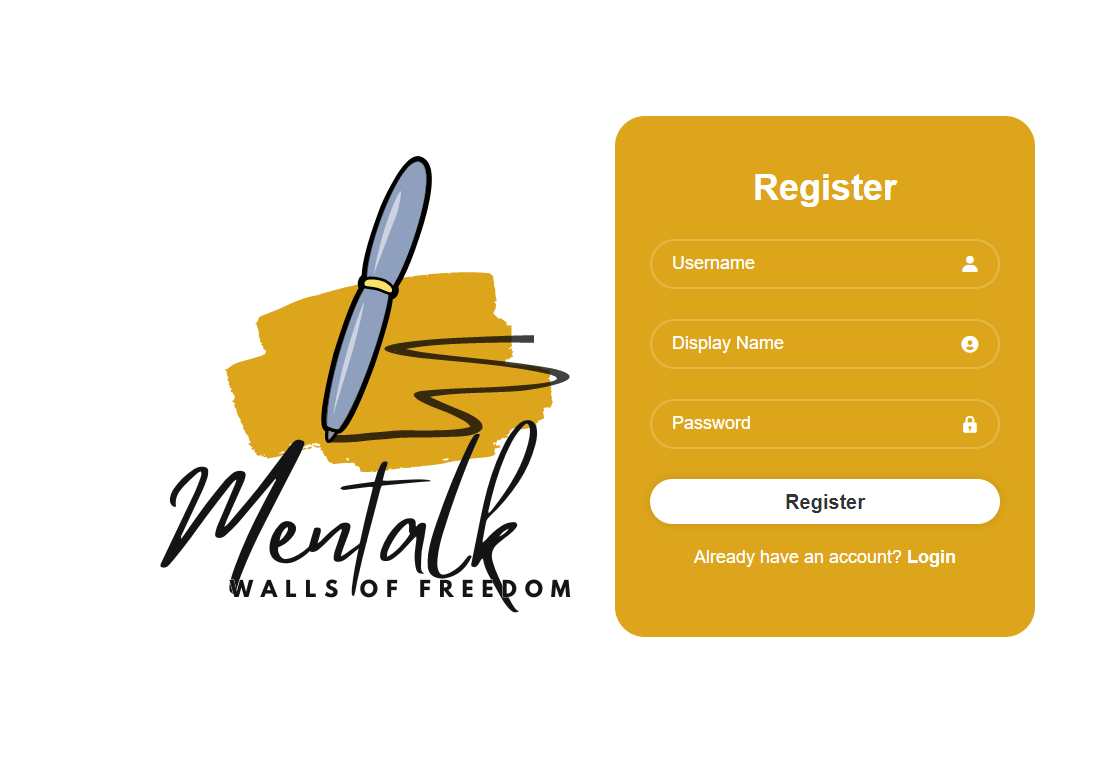 Mentalk
WALLS OF FREEDOM
Register
Username
Display Name
Password
Register
Already have an account? Login